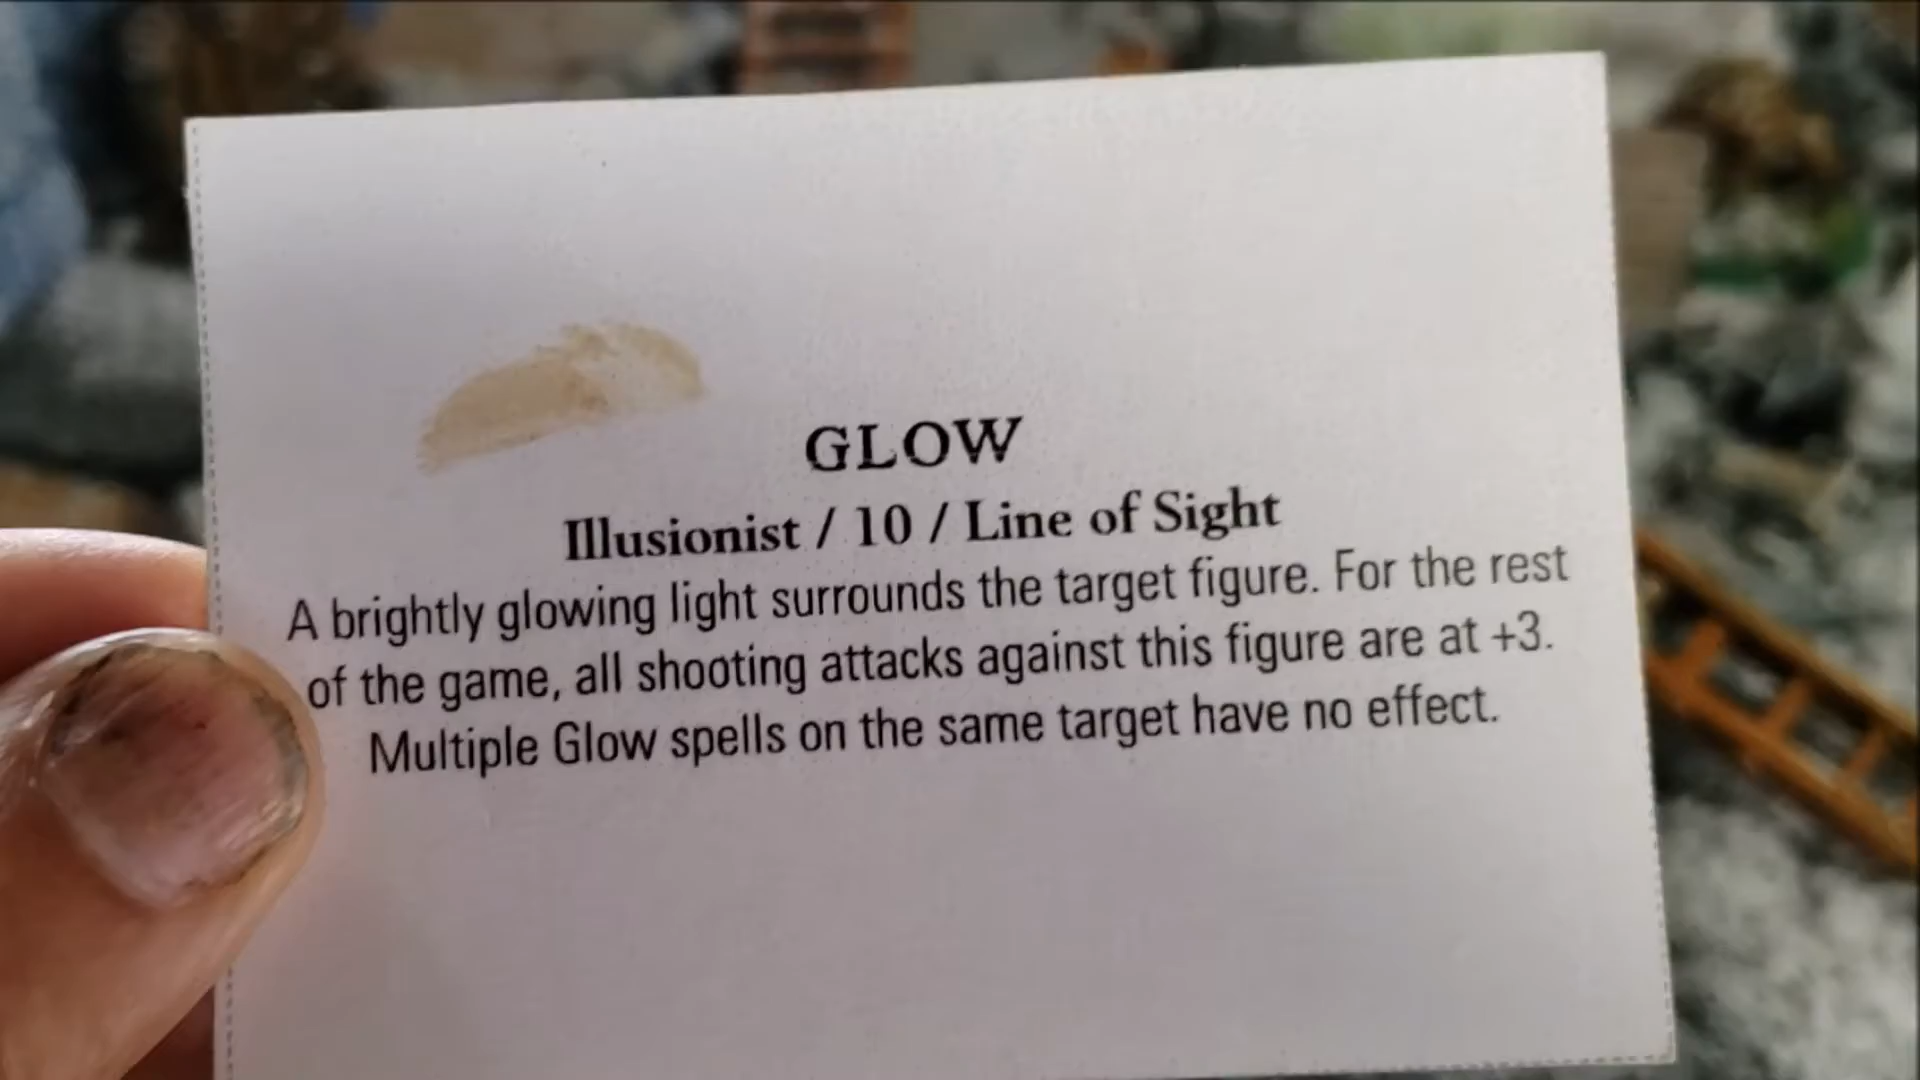 GLOW
Illusionist / 10 / Line of Sight
A brightly glowing light surrounds the target figure. For the rest
of the game, all shooting attacks against this figure are at +3.
Multiple Glow spells on the same target have no effect.